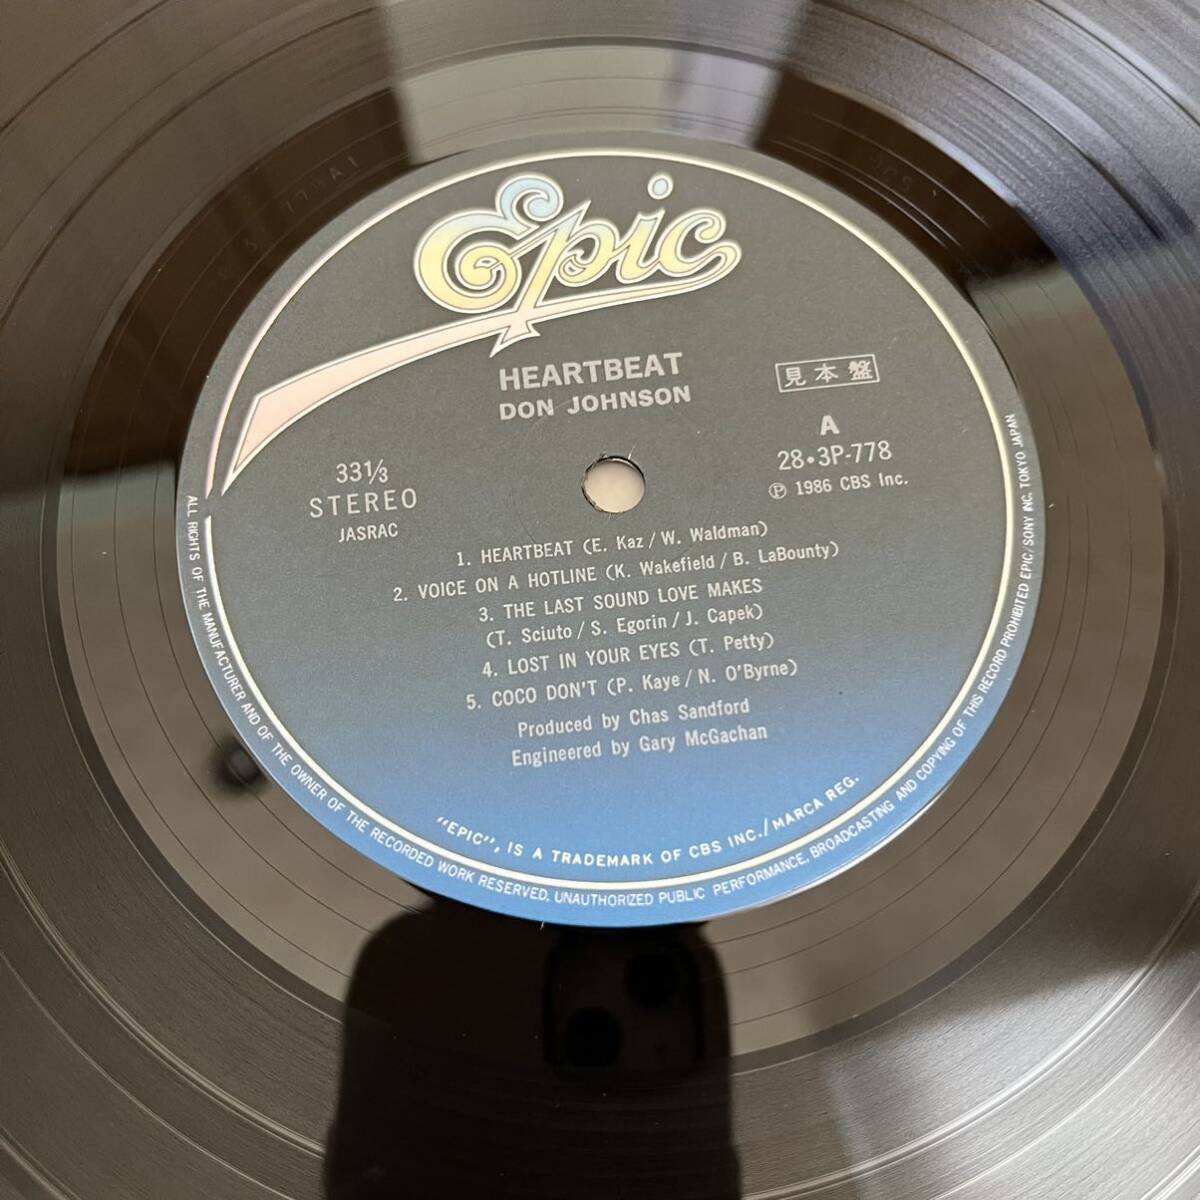 Epic
HEARTBEAT
DON JOHNSON
見本盤
A
28・3P-778
Ⓟ 1986 CBS Inc.
33⅓
STEREO
JASRAC
1. HEARTBEAT (E. Kaz / W. Waldman)
2. VOICE ON A HOTLINE (K. Wakefield / B. LaBounty)
3. THE LAST SOUND LOVE MAKES
(T. Sciuto / S. Egorin / J. Capek)
4. LOST IN YOUR EYES (T. Petty)
5. COCO DON'T (P. Kaye / N. O'Byrne)
Produced by Chas Sandford
Engineered by Gary McGachan
"EPIC", IS A TRADEMARK OF CBS INC./MARCA REG.
ALL RIGHTS OF THE MANUFACTURER AND OF THE OWNER OF THE RECORDED WORK RESERVED. UNAUTHORIZED PUBLIC PERFORMANCE, BROADCASTING AND COPYING OF THIS RECORD PROHIBITED EPIC/SONY INC. TOKYO JAPAN